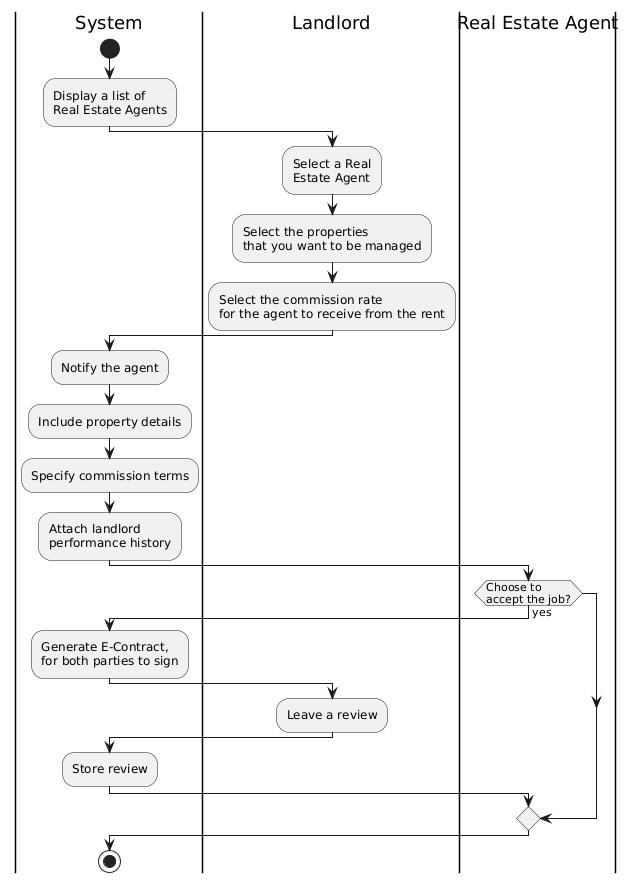 System
Landlord
Real Estate Agent
Display a list of
Real Estate Agents
Select a Real
Estate Agent
Select the properties
that you want to be managed
Select the commission rate
for the agent to receive from the rent
Notify the agent
Include property details
Specify commission terms
Attach landlord
performance history
Choose to
accept the job?
yes
Generate E-Contract,
for both parties to sign
Leave a review
Store review